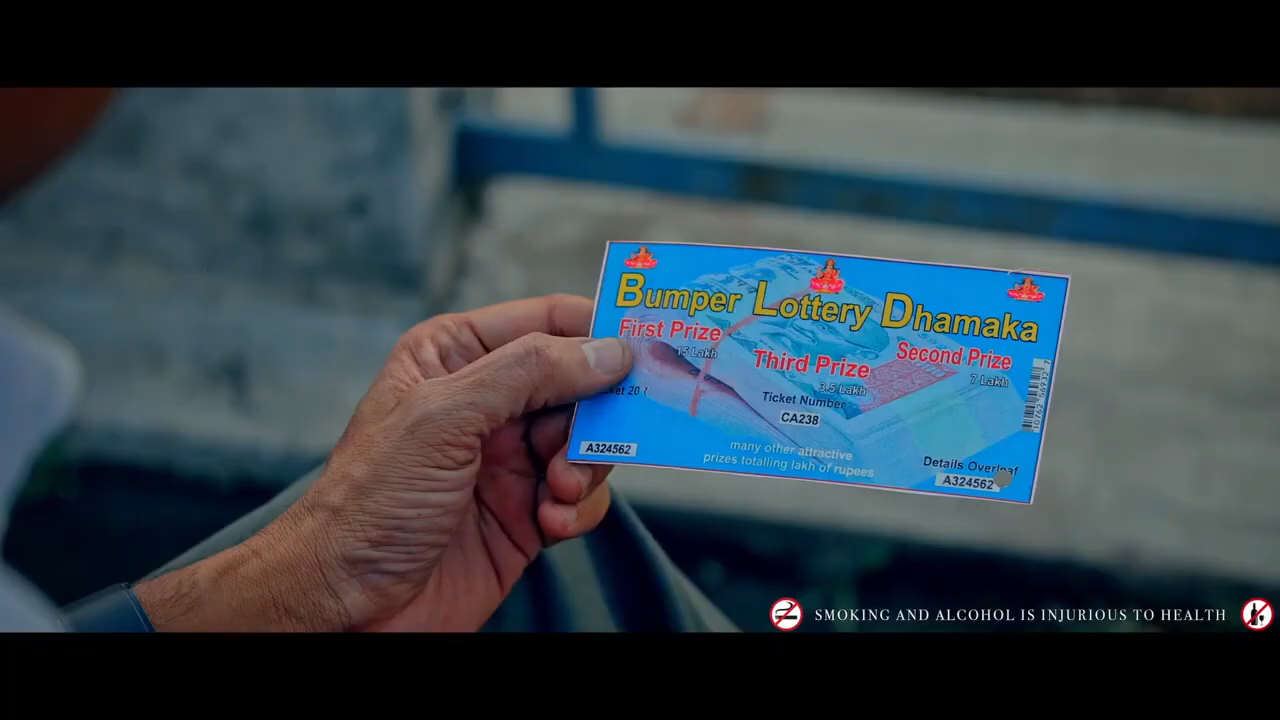 Bumper Lottery Dhamaka
First Prize
15 Lakh
Second Prize
7 Lakh
Third Prize
3.5 Lakh
Ticket Number
CA238
20
A324562
many other attractive
prizes totalling lakh of rupees
Details Overleaf
A324562
SMOKING AND ALCOHOL IS INJURIOUS TO HEALTH